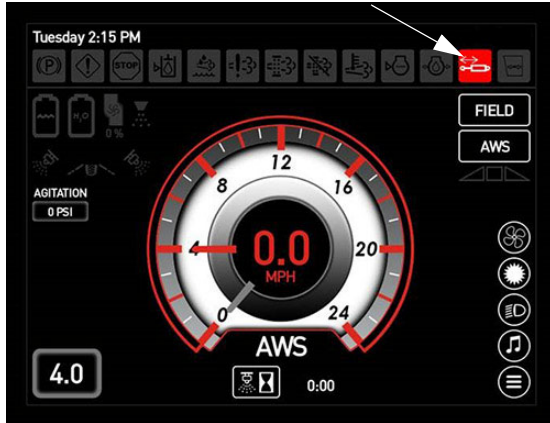 Tuesday 2:15 PM
(P)
STOP
H₂O
0 %
FIELD
AWS
AGITATION
0 PSI
12
8
16
4
20
0
24
0.0
MPH
AWS
4.0
0:00